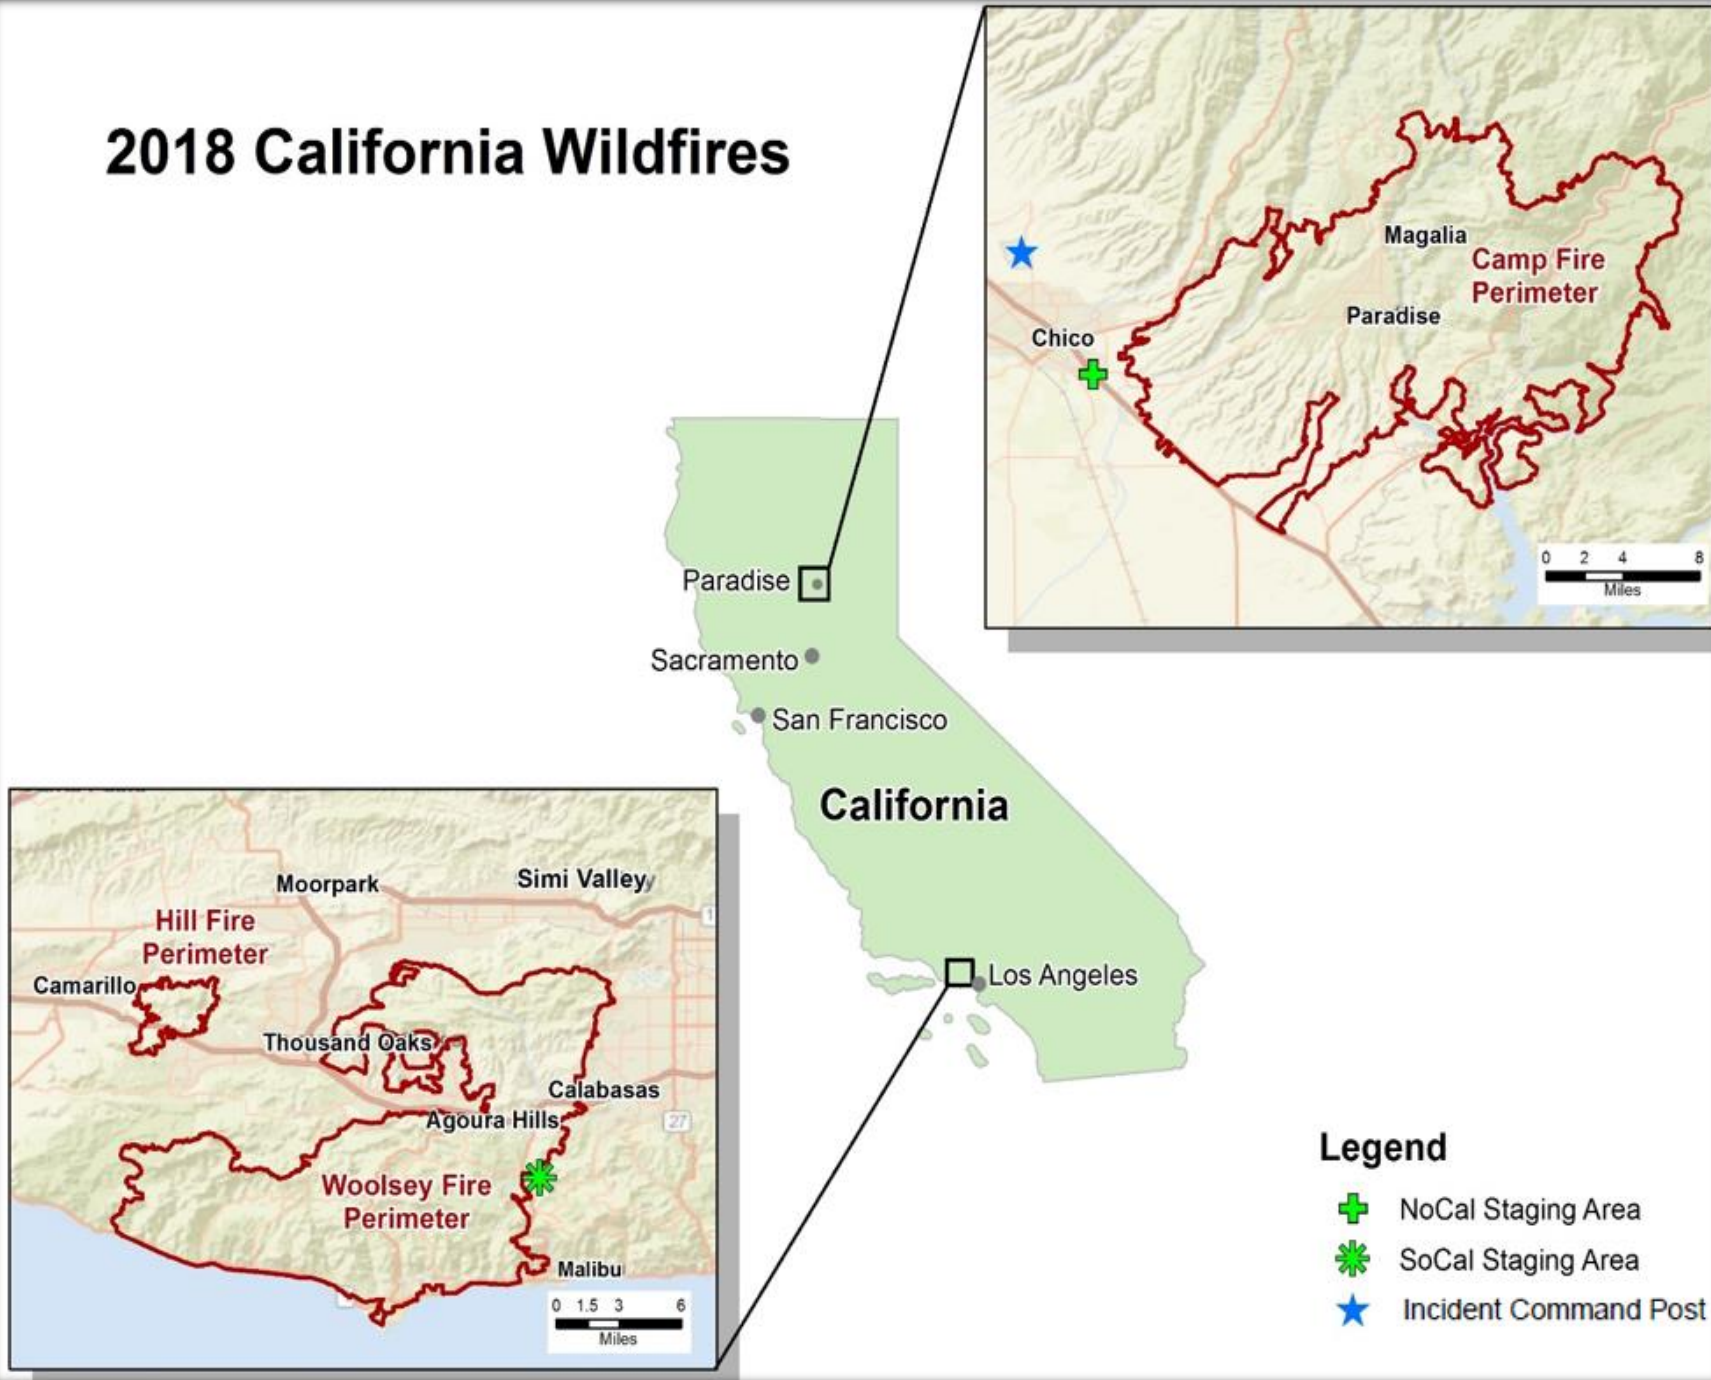 2018 California Wildfires
Magalia
Camp Fire
Perimeter
Paradise
Chico
0 2 4 8
Miles
Paradise
Sacramento
San Francisco
California
Los Angeles
Moorpark
Simi Valley
Hill Fire
Perimeter
Camarillo
Thousand Oaks
Calabasas
27
Agoura Hills
Woolsey Fire
Perimeter
Malibu
0 1.5 3 6
Miles
Legend
NoCal Staging Area
SoCal Staging Area
Incident Command Post